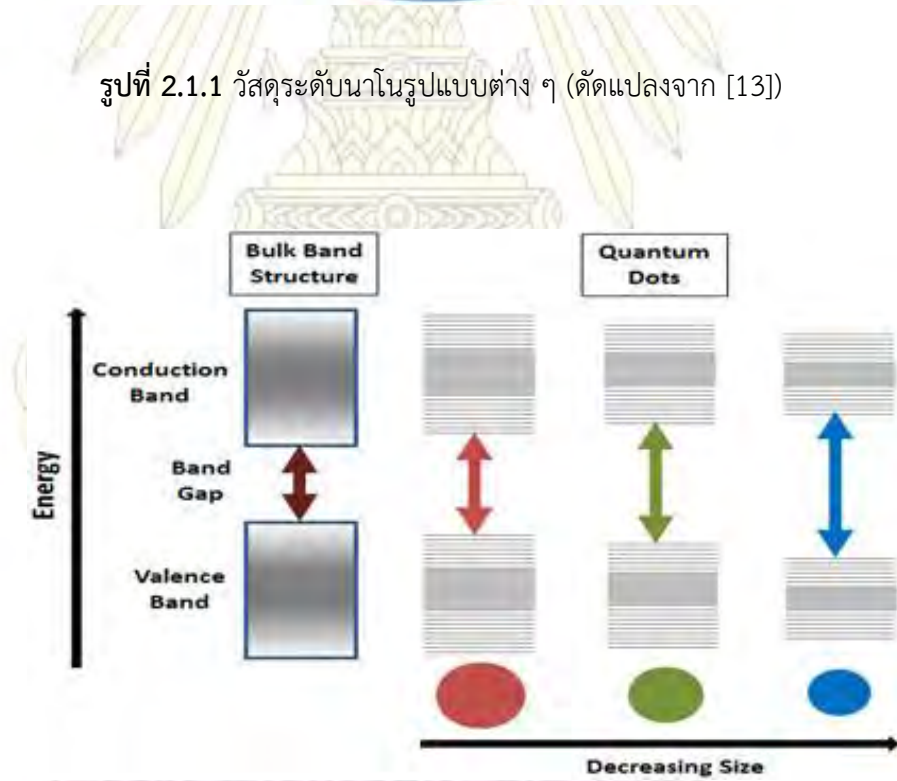 รูปที่ 2.1.1 วัสดุระดับนาโนรูปแบบต่าง ๆ (ดัดแปลงจาก [13])
Bulk Band
Structure
Quantum
Dots
Conduction
Band
Band
Gap
Energy
Valence
Band
Decreasing Size